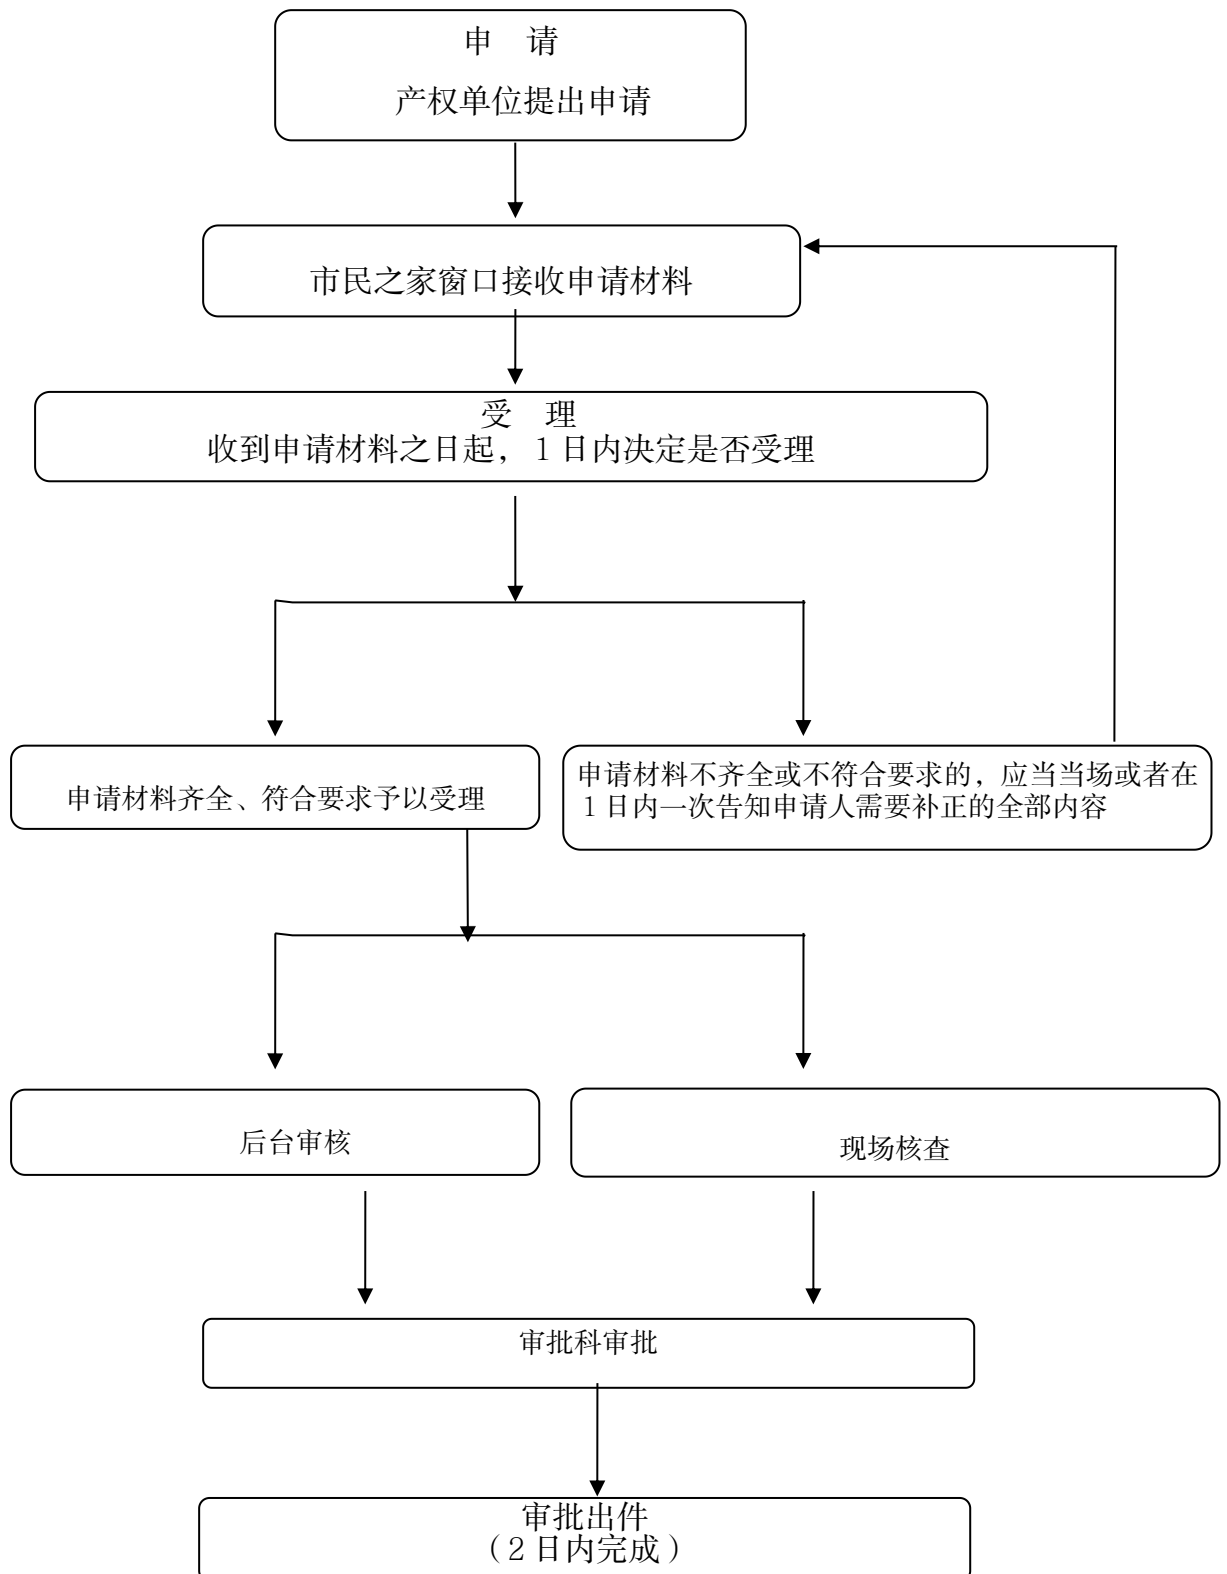 申　请
产权单位提出申请
市民之家窗口接收申请材料
受　理
收到申请材料之日起，1日内决定是否受理
申请材料齐全、符合要求予以受理
申请材料不齐全或不符合要求的，应当当场或者在
1日内一次告知申请人需要补正的全部内容
后台审核
现场核查
审批科审批
审批出件
（2日内完成）